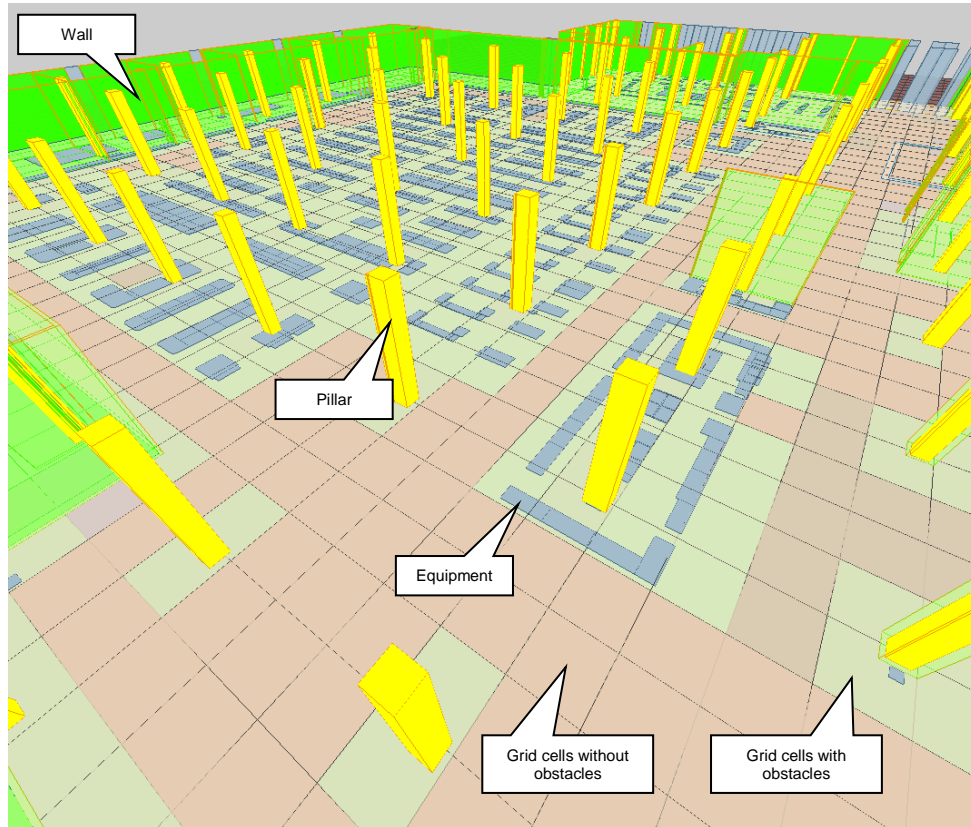 Wall
Pillar
Equipment
Grid cells without
obstacles
Grid cells with
obstacles